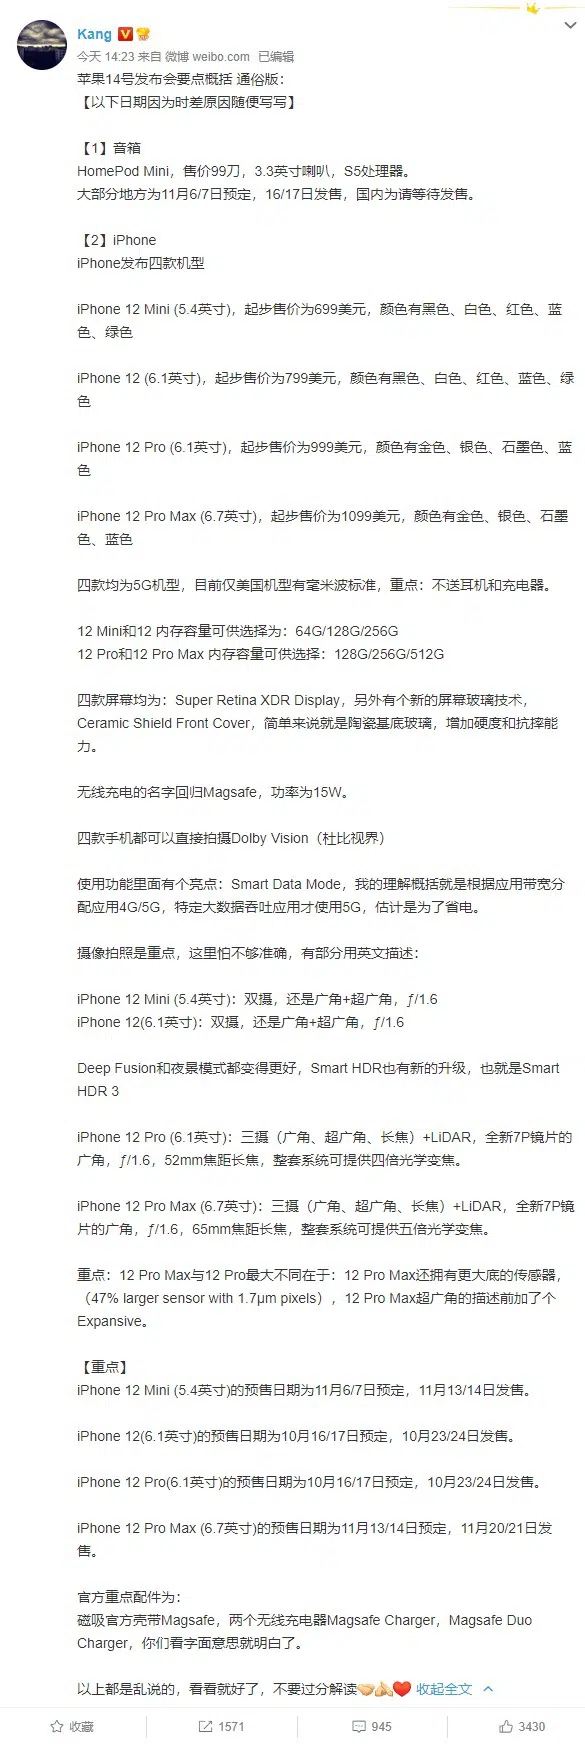 Kang
今天 14:23 来自 微博 weibo.com 已编辑
苹果14号发布会要点概括 通俗版：
【以下日期因为时差原因随便写写】
【1】音箱
HomePod Mini，售价99刀，3.3英寸喇叭，S5处理器。
大部分地方为11月6/7日预定，16/17日发售，国内为请等待发售。
【2】iPhone
iPhone发布四款机型
iPhone 12 Mini (5.4英寸)，起步售价为699美元，颜色有黑色、白色、红色、蓝
色、绿色
iPhone 12 (6.1英寸)，起步售价为799美元，颜色有黑色、白色、红色、蓝色、绿
色
iPhone 12 Pro (6.1英寸)，起步售价为999美元，颜色有金色、银色、石墨色、蓝
色
iPhone 12 Pro Max (6.7英寸)，起步售价为1099美元，颜色有金色、银色、石墨
色、蓝色
四款均为5G机型，目前仅美国机型有毫米波标准，重点：不送耳机和充电器。
12 Mini和12 内存容量可供选择为：64G/128G/256G
12 Pro和12 Pro Max 内存容量可供选择：128G/256G/512G
四款屏幕均为：Super Retina XDR Display，另外有个新的屏幕玻璃技术，
Ceramic Shield Front Cover，简单来说就是陶瓷基底玻璃，增加硬度和抗摔能
力。
无线充电的名字回归Magsafe，功率为15W。
四款手机都可以直接拍摄Dolby Vision（杜比视界）
使用功能里面有个亮点：Smart Data Mode，我的理解概括就是根据应用带宽分
配应用4G/5G，特定大数据吞吐应用才使用5G，估计是为了省电。
摄像拍照是重点，这里怕不够准确，有部分用英文描述：
iPhone 12 Mini (5.4英寸)：双摄，还是广角+超广角，ƒ/1.6
iPhone 12(6.1英寸)：双摄，还是广角+超广角，ƒ/1.6
Deep Fusion和夜景模式都变得更好，Smart HDR也有新的升级，也就是Smart
HDR 3
iPhone 12 Pro (6.1英寸)：三摄（广角、超广角、长焦）+LiDAR，全新7P镜片的
广角，ƒ/1.6，52mm焦距长焦，整套系统可提供四倍光学变焦。
iPhone 12 Pro Max (6.7英寸)：三摄（广角、超广角、长焦）+LiDAR，全新7P镜
片的广角，ƒ/1.6，65mm焦距长焦，整套系统可提供五倍光学变焦。
重点：12 Pro Max与12 Pro最大不同在于：12 Pro Max还拥有更大底的传感器，
（47% larger sensor with 1.7μm pixels），12 Pro Max超广角的描述前加了个
Expansive。
【重点】
iPhone 12 Mini (5.4英寸)的预售日期为11月6/7日预定，11月13/14日发售。
iPhone 12(6.1英寸)的预售日期为10月16/17日预定，10月23/24日发售。
iPhone 12 Pro(6.1英寸)的预售日期为10月16/17日预定，10月23/24日发售。
iPhone 12 Pro Max (6.7英寸)的预售日期为11月13/14日预定，11月20/21日发
售。
官方重点配件为：
磁吸官方壳带Magsafe，两个无线充电器Magsafe Charger，Magsafe Duo
Charger，你们看字面意思就明白了。
以上都是乱说的，看看就好了，不要过分解读🤝🙏❤️ 收起全文
收藏 1571 945 3430